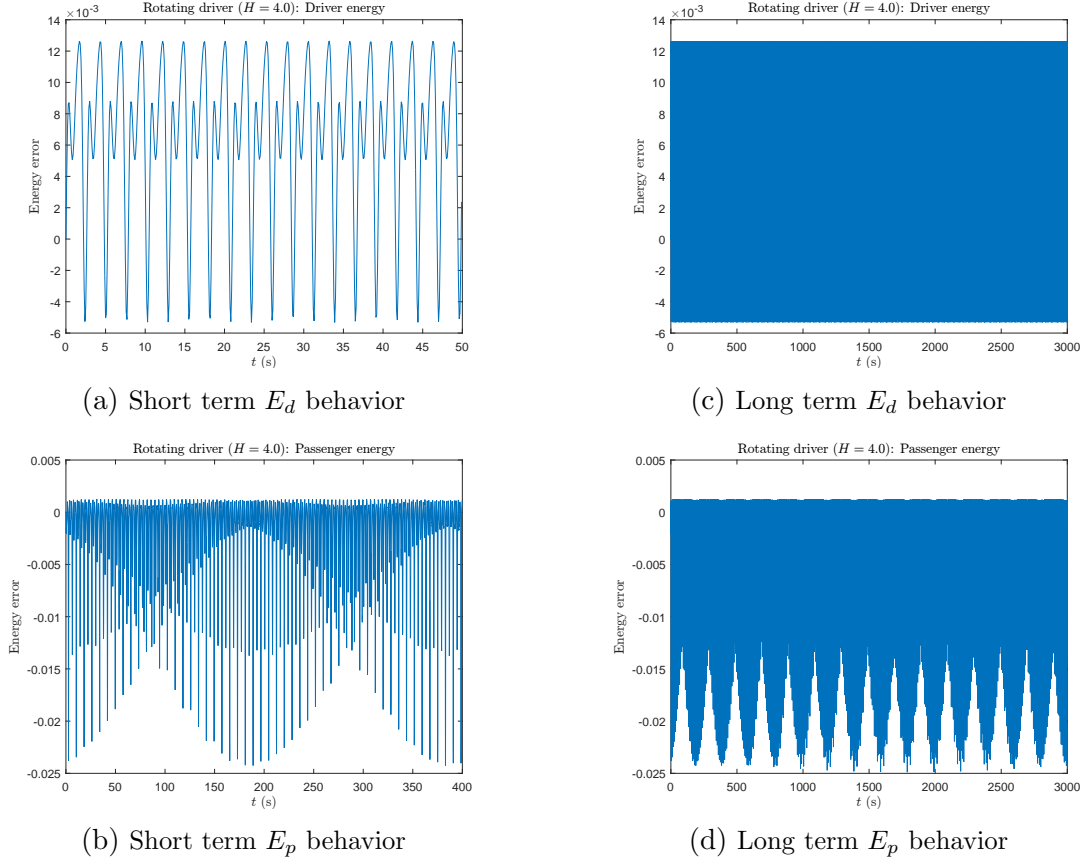 Rotating driver (H = 4.0): Driver energy
×10⁻³
14
12
10
8
6
4
2
0
-2
-4
-6
Energy error
0 5 10 15 20 25 30 35 40 45 50
t (s)
(a) Short term E_d behavior
Rotating driver (H = 4.0): Driver energy
×10⁻³
14
12
10
8
6
4
2
0
-2
-4
-6
Energy error
0 500 1000 1500 2000 2500 3000
t (s)
(c) Long term E_d behavior
Rotating driver (H = 4.0): Passenger energy
0.005
0
-0.005
-0.01
-0.015
-0.02
-0.025
Energy error
0 50 100 150 200 250 300 350 400
t (s)
(b) Short term E_p behavior
Rotating driver (H = 4.0): Passenger energy
0.005
0
-0.005
-0.01
-0.015
-0.02
-0.025
Energy error
0 500 1000 1500 2000 2500 3000
t (s)
(d) Long term E_p behavior